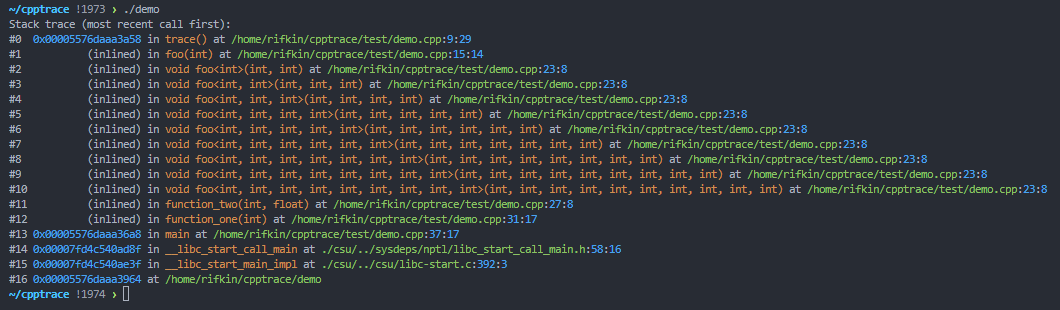 ~/cpptrace !1973 ❯ ./demo
Stack trace (most recent call first):
#0  0x00005576daaa3a58 in trace() at /home/rifkin/cpptrace/test/demo.cpp:9:29
#1           (inlined) in foo(int) at /home/rifkin/cpptrace/test/demo.cpp:15:14
#2           (inlined) in void foo<int>(int, int) at /home/rifkin/cpptrace/test/demo.cpp:23:8
#3           (inlined) in void foo<int, int>(int, int, int) at /home/rifkin/cpptrace/test/demo.cpp:23:8
#4           (inlined) in void foo<int, int, int>(int, int, int, int) at /home/rifkin/cpptrace/test/demo.cpp:23:8
#5           (inlined) in void foo<int, int, int, int>(int, int, int, int, int) at /home/rifkin/cpptrace/test/demo.cpp:23:8
#6           (inlined) in void foo<int, int, int, int, int>(int, int, int, int, int, int) at /home/rifkin/cpptrace/test/demo.cpp:23:8
#7           (inlined) in void foo<int, int, int, int, int, int>(int, int, int, int, int, int, int) at /home/rifkin/cpptrace/test/demo.cpp:23:8
#8           (inlined) in void foo<int, int, int, int, int, int, int>(int, int, int, int, int, int, int, int) at /home/rifkin/cpptrace/test/demo.cpp:23:8
#9           (inlined) in void foo<int, int, int, int, int, int, int, int>(int, int, int, int, int, int, int, int, int) at /home/rifkin/cpptrace/test/demo.cpp:23:8
#10          (inlined) in void foo<int, int, int, int, int, int, int, int, int>(int, int, int, int, int, int, int, int, int, int) at /home/rifkin/cpptrace/test/demo.cpp:23:8
#11          (inlined) in function_two(int, float) at /home/rifkin/cpptrace/test/demo.cpp:27:8
#12          (inlined) in function_one(int) at /home/rifkin/cpptrace/test/demo.cpp:31:17
#13 0x00005576daaa36a8 in main at /home/rifkin/cpptrace/test/demo.cpp:37:17
#14 0x00007fd4c540ad8f in __libc_start_call_main at ./csu/../sysdeps/nptl/libc_start_call_main.h:58:16
#15 0x00007fd4c540ae3f in __libc_start_main_impl at ./csu/../csu/libc-start.c:392:3
#16 0x00005576daaa3964 at /home/rifkin/cpptrace/demo
~/cpptrace !1974 ❯